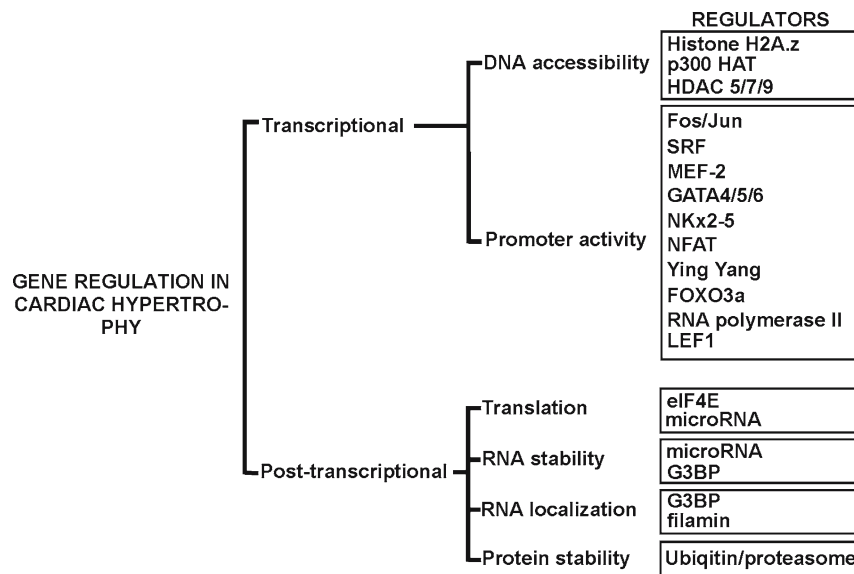 REGULATORS
Histone H2A.z
DNA accessibility
p300 HAT
HDAC 5/7/9
Transcriptional
Fos/Jun
SRF
MEF-2
GATA4/5/6
NKx2-5
Promoter activity
NFAT
Ying Yang
FOXO3a
RNA polymerase II
LEF1
GENE REGULATION IN
CARDIAC HYPERTRO-
PHY
Translation
eIF4E
microRNA
Post-transcriptional
RNA stability
microRNA
G3BP
RNA localization
G3BP
filamin
Protein stability
Ubiqitin/proteasome